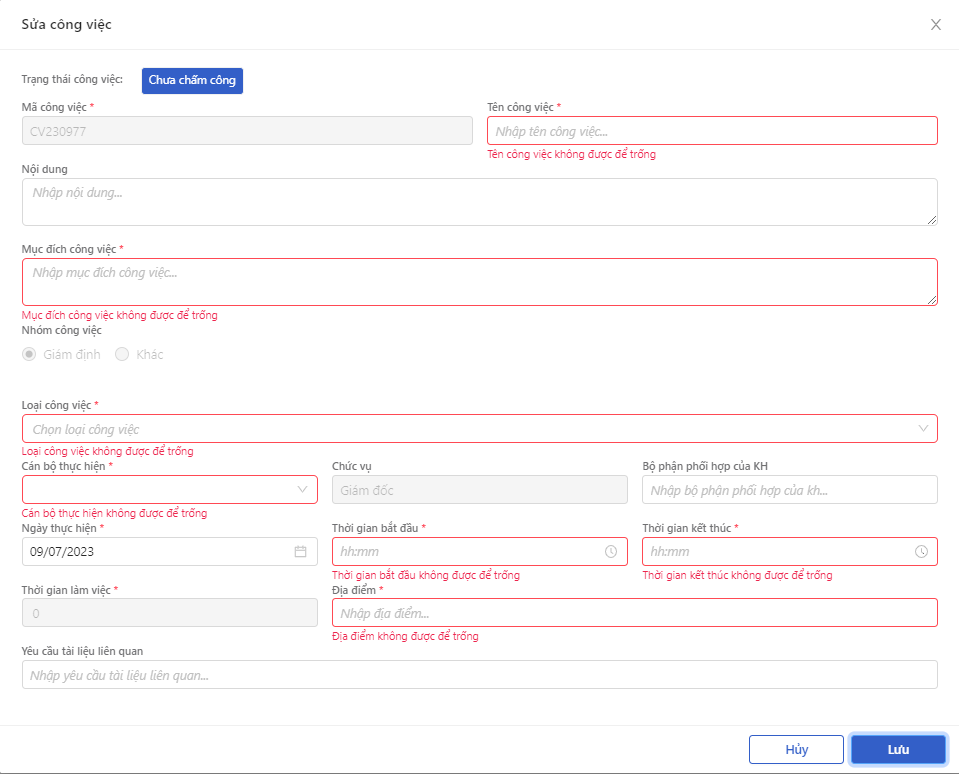 Sửa công việc
Trạng thái công việc: Chưa chấm công
Mã công việc * Tên công việc *
CV230977 Nhập tên công việc...
Tên công việc không được để trống
Nội dung
Nhập nội dung...
Mục đích công việc *
Nhập mục đích công việc...
Mục đích công việc không được để trống
Nhóm công việc
Giám định Khác
Loại công việc *
Chọn loại công việc
Loại công việc không được để trống
Cán bộ thực hiện * Chức vụ Bộ phận phối hợp của KH
Giám đốc Nhập bộ phận phối hợp của kh...
Cán bộ thực hiện không được để trống
Ngày thực hiện * Thời gian bắt đầu * Thời gian kết thúc *
09/07/2023 hh:mm hh:mm
Thời gian bắt đầu không được để trống Thời gian kết thúc không được để trống
Thời gian làm việc * Địa điểm *
0 Nhập địa điểm...
Địa điểm không được để trống
Yêu cầu tài liệu liên quan
Nhập yêu cầu tài liệu liên quan...
Hủy Lưu